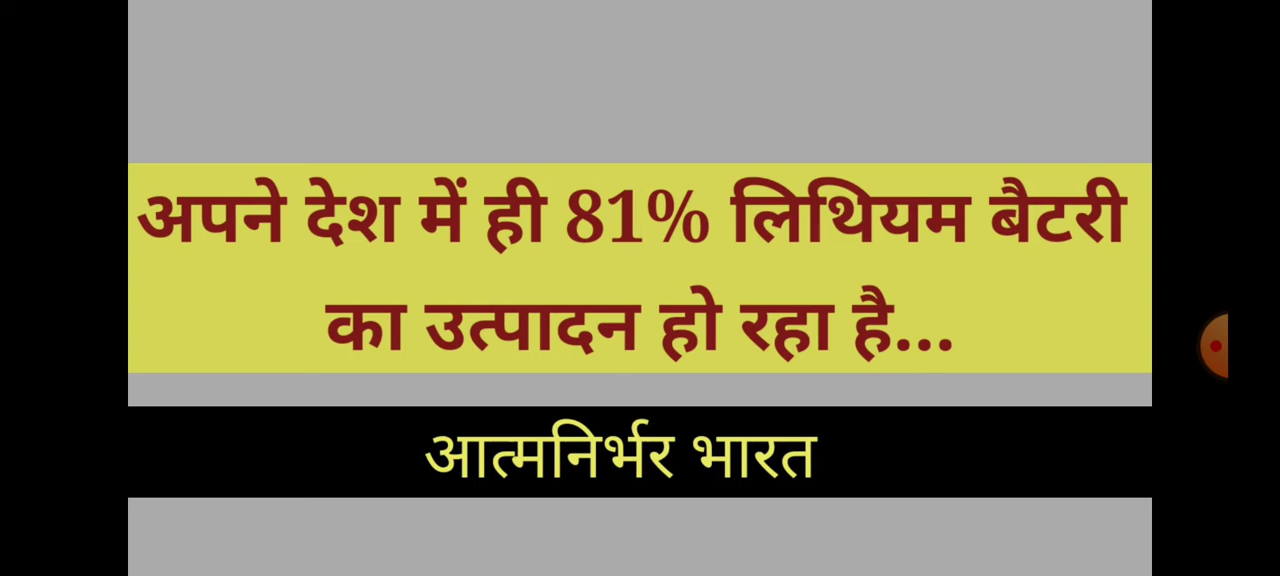 अपने देश में ही 81% लिथियम बैटरी
का उत्पादन हो रहा है...
आत्मनिर्भर भारत